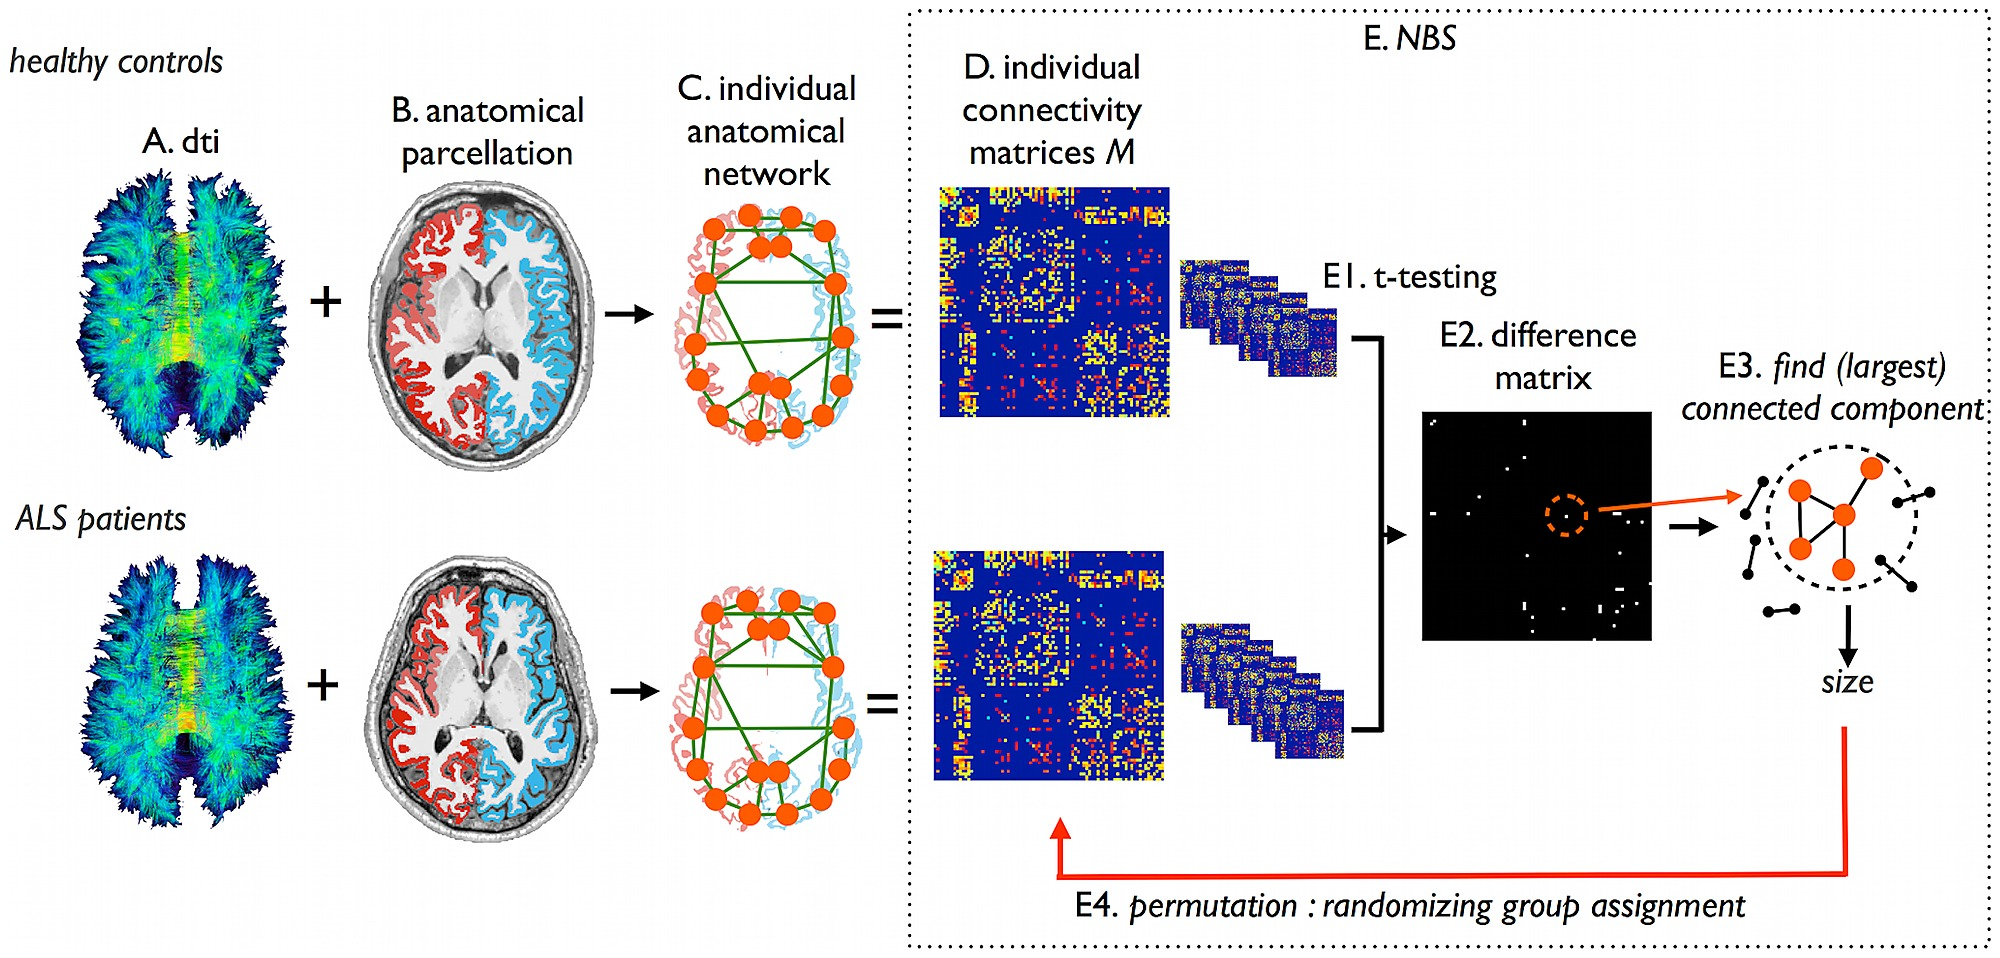 healthy controls
A. dti
+
B. anatomical
parcellation
C. individual
anatomical
network
=
D. individual
connectivity
matrices M
E. NBS
E1. t-testing
E2. difference
matrix
E3. find (largest)
connected component
size
ALS patients
+
=
E4. permutation : randomizing group assignment